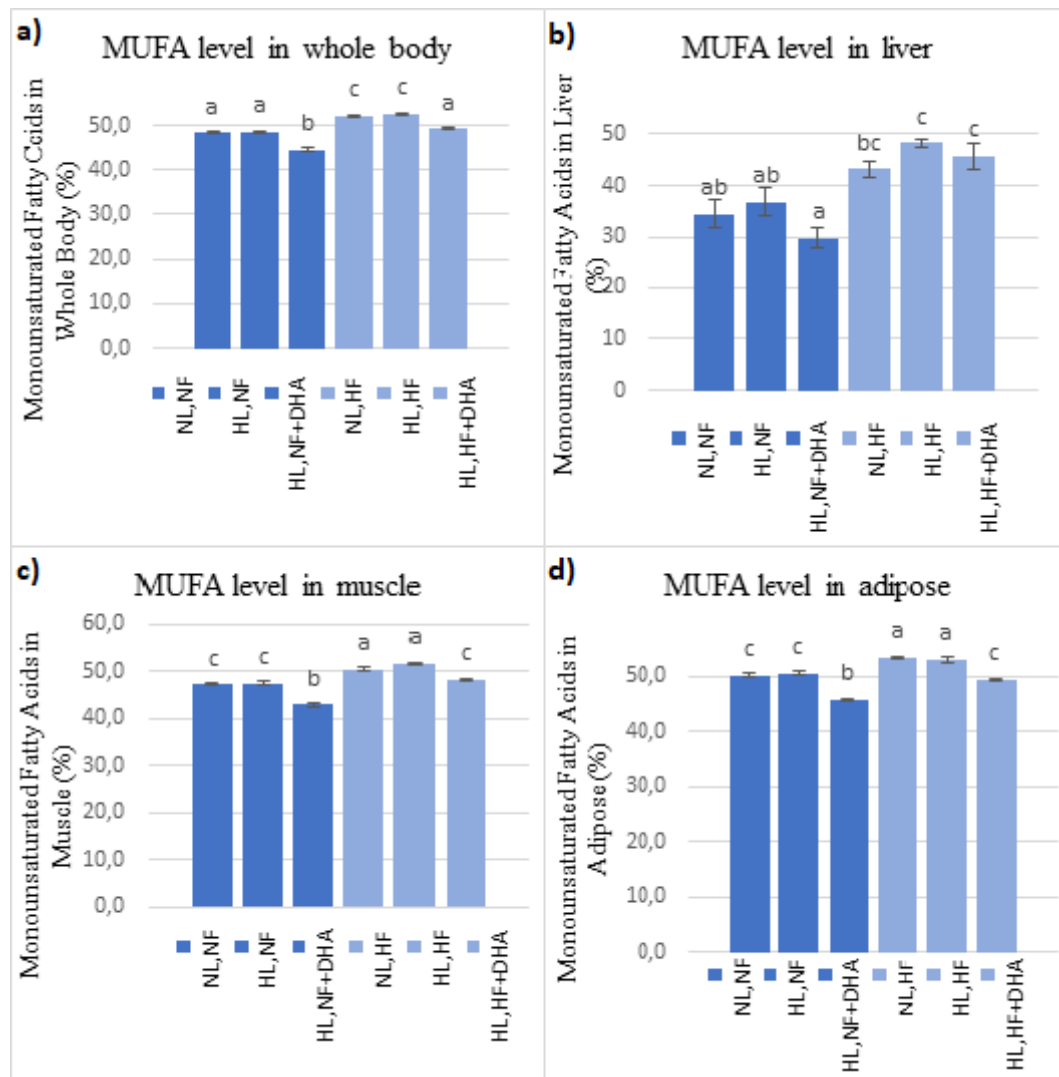 a)
MUFA level in whole body
Monounsaturated Fatty Ccids in
Whole Body (%)
50,0
40,0
30,0
20,0
10,0
0,0
a a b c c a
NL,NF
HL,NF
HL,NF+DHA
NL,HF
HL,HF
HL,HF+DHA
b)
MUFA level in liver
Monounsaturated Fatty Acids in Liver
(%)
50
40
30
20
10
0
ab ab a bc c c
NL,NF
HL,NF
HL,NF+DHA
NL,HF
HL,HF
HL,HF+DHA
c)
MUFA level in muscle
Monounsaturated Fatty Acids in
Muscle (%)
60,0
50,0
40,0
30,0
20,0
10,0
0,0
c c b a a c
NL,NF
HL,NF
HL,NF+DHA
NL,HF
HL,HF
HL,HF+DHA
d)
MUFA level in adipose
Monounsaturated Fatty Acids in
Adipose (%)
50,0
40,0
30,0
20,0
10,0
0,0
c c b a a c
NL,NF
HL,NF
HL,NF+DHA
NL,HF
HL,HF
HL,HF+DHA